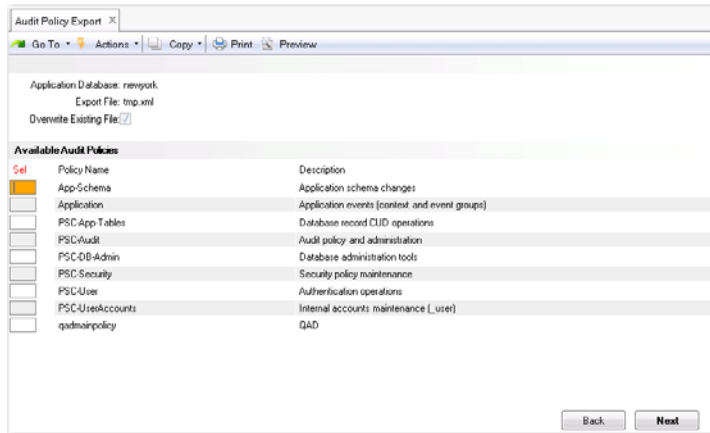 Audit Policy Export
Go To Actions Copy Print Preview
Application Database: newyork
Export File: tmp.xml
Overwrite Existing File:
Available Audit Policies
Sel Policy Name Description
App-Schema Application schema changes
Application Application events (context and event groups)
PSC-App-Tables Database record CUD operations
PSC-Audit Audit policy and administration
PSC-DB-Admin Database administration tools
PSC-Security Security policy maintenance
PSC-User Authentication operations
PSC-UserAccounts Internal accounts maintenance (_user)
qadmainpolicy QAD
Back Next